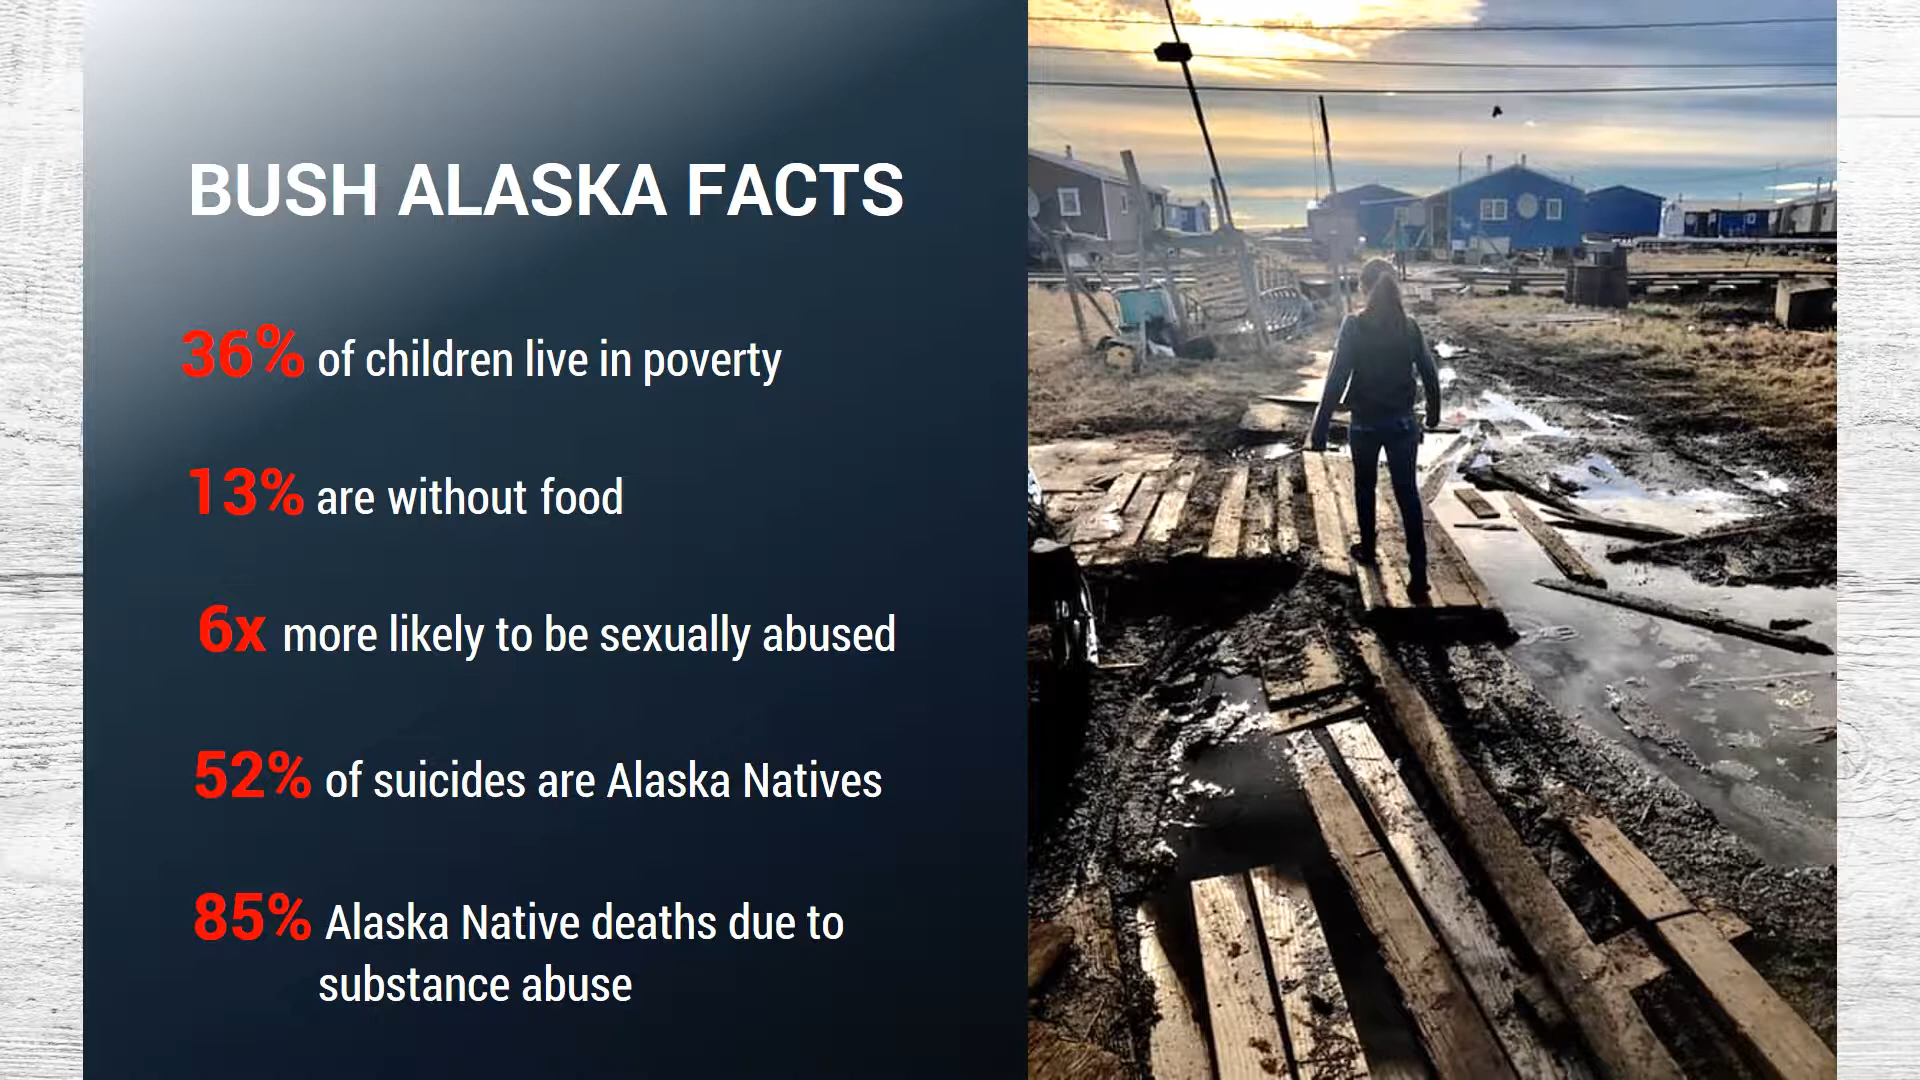 BUSH ALASKA FACTS
36% of children live in poverty
13% are without food
6x more likely to be sexually abused
52% of suicides are Alaska Natives
85% Alaska Native deaths due to
substance abuse